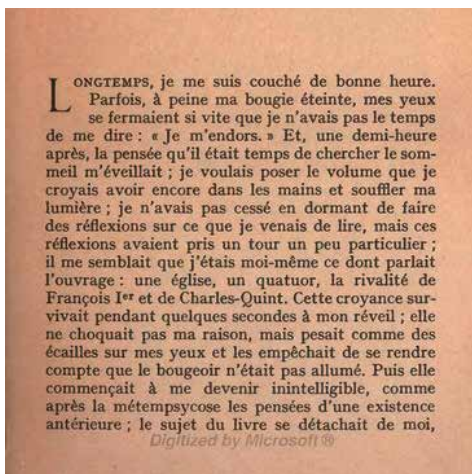 LONGTEMPS, je me suis couché de bonne heure.
Parfois, à peine ma bougie éteinte, mes yeux
se fermaient si vite que je n'avais pas le temps
de me dire : « Je m'endors. » Et, une demi-heure
après, la pensée qu'il était temps de chercher le som-
meil m'éveillait ; je voulais poser le volume que je
croyais avoir encore dans les mains et souffler ma
lumière ; je n'avais pas cessé en dormant de faire
des réflexions sur ce que je venais de lire, mais ces
réflexions avaient pris un tour un peu particulier ;
il me semblait que j'étais moi-même ce dont parlait
l'ouvrage : une église, un quatuor, la rivalité de
François Ier et de Charles-Quint. Cette croyance sur-
vivait pendant quelques secondes à mon réveil ; elle
ne choquait pas ma raison, mais pesait comme des
écailles sur mes yeux et les empêchait de se rendre
compte que le bougeoir n'était pas allumé. Puis elle
commençait à me devenir inintelligible, comme
après la métempsycose les pensées d'une existence
antérieure ; le sujet du livre se détachait de moi,
Digitized by Microsoft ®